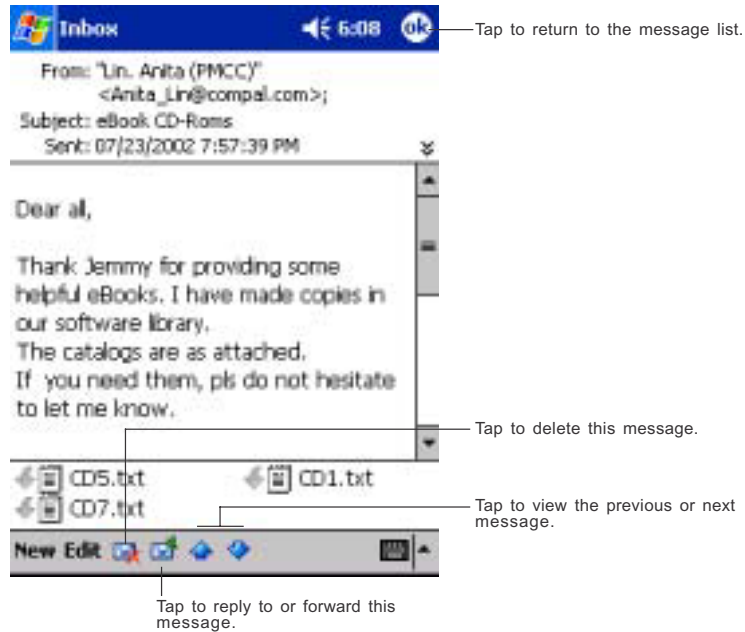 Inbox 6:08 ok
Tap to return to the message list.
From: "Lin. Anita (PMCC)"
<Anita_Lin@compal.com>;
Subject: eBook CD-Roms
Sent: 07/23/2002 7:57:39 PM
Dear all,
Thank Jemmy for providing some
helpful eBooks. I have made copies in
our software library.
The catalogs are as attached.
If you need them, pls do not hesitate
to let me know.
Tap to delete this message.
CD5.txt CD1.txt
CD7.txt
Tap to view the previous or next
message.
New Edit
Tap to reply to or forward this
message.